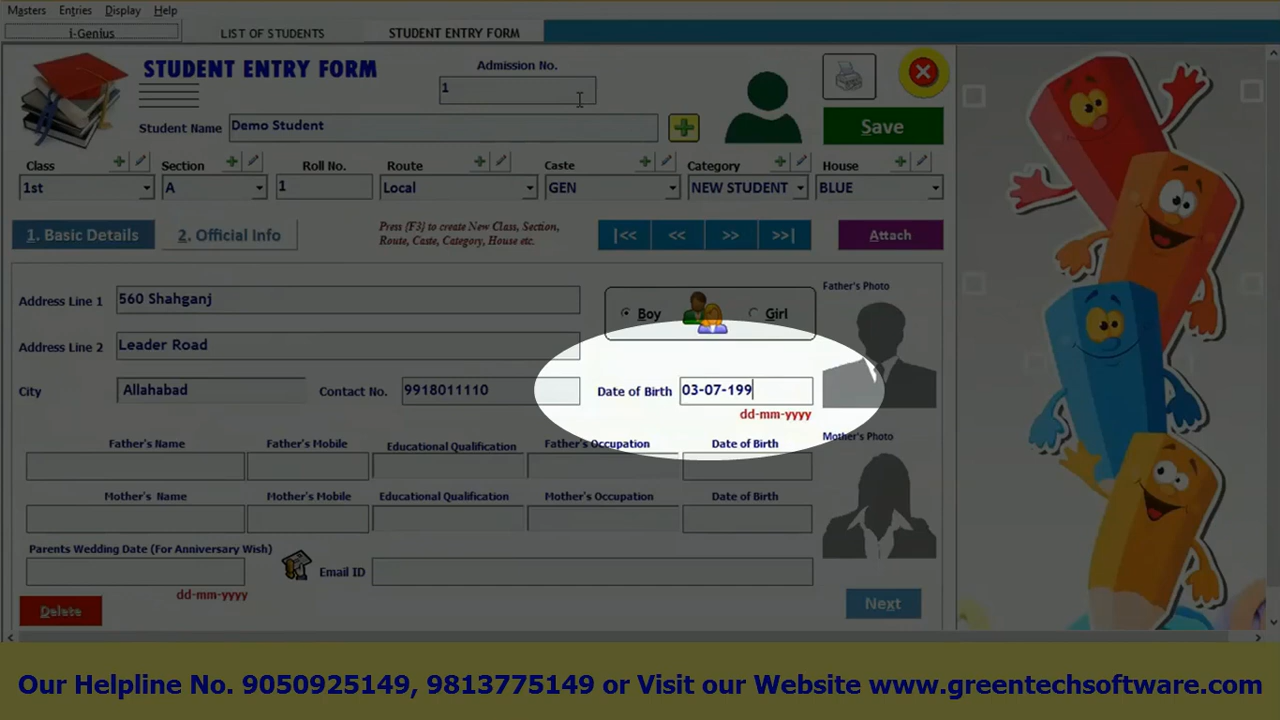 Masters Entries Display Help
i-Genius LIST OF STUDENTS STUDENT ENTRY FORM
STUDENT ENTRY FORM
Admission No.
1
Student Name Demo Student
Save
Class Section Roll No. Route Caste Category House
1st A 1 Local GEN NEW STUDENT BLUE
1. Basic Details 2. Official Info
Press (F3) to create New Class, Section,
Route, Caste, Category, House etc.
|<< << >> >>|
Attach
Address Line 1 560 Shahganj
Boy Girl
Father's Photo
Address Line 2 Leader Road
City Allahabad Contact No. 9918011110 Date of Birth 03-07-199
dd-mm-yyyy
Mother's Photo
Father's Name Father's Mobile Educational Qualification Father's Occupation Date of Birth
Mother's Name Mother's Mobile Educational Qualification Mother's Occupation Date of Birth
Parents Wedding Date (For Anniversary Wish)
Email ID
dd-mm-yyyy
Delete
Next
Our Helpline No. 9050925149, 9813775149 or Visit our Website www.greentechsoftware.com